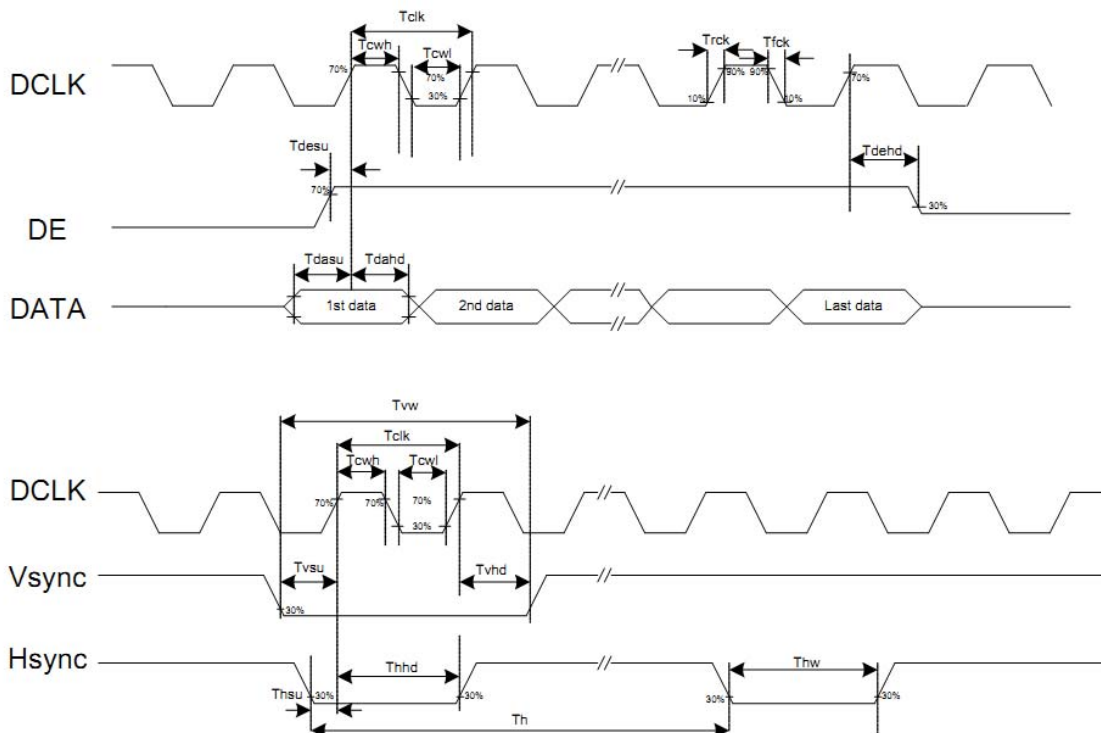 Tclk
Tcwh Tcwl Trck Tfck
DCLK 70% 70% 30% 10% 90% 90% 10% 70%
Tdesu Tdehd
DE 70% 30%
Tdasu Tdahd
DATA 1st data 2nd data Last data
Tvw
Tclk
Tcwh Tcwl
DCLK 70% 70% 70% 30%
Tvsu Tvhd
Vsync 30%
Hsync Thhd Thw
Thsu 30% 30% 30% 30%
Th